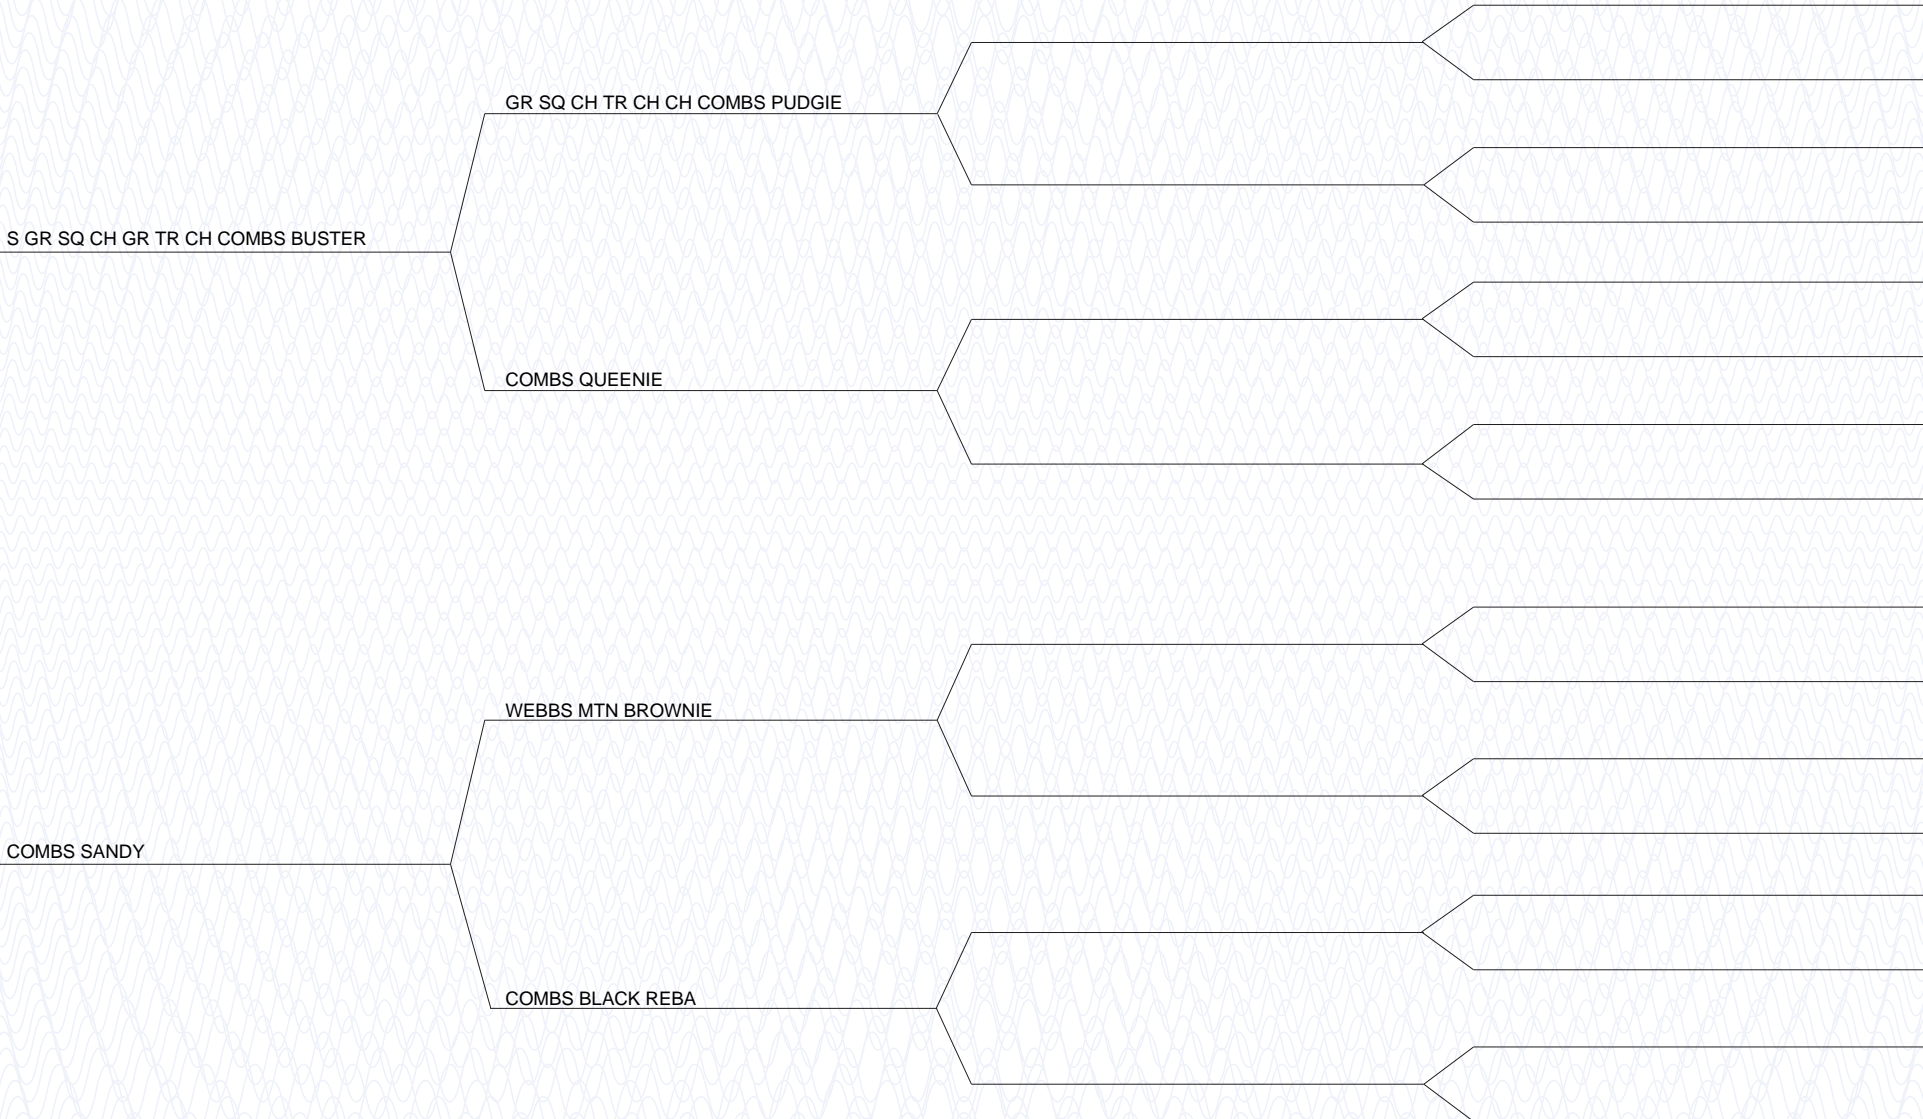 GR SQ CH TR CH CH COMBS PUDGIE
S GR SQ CH GR TR CH COMBS BUSTER
COMBS QUEENIE
WEBBS MTN BROWNIE
COMBS SANDY
COMBS BLACK REBA